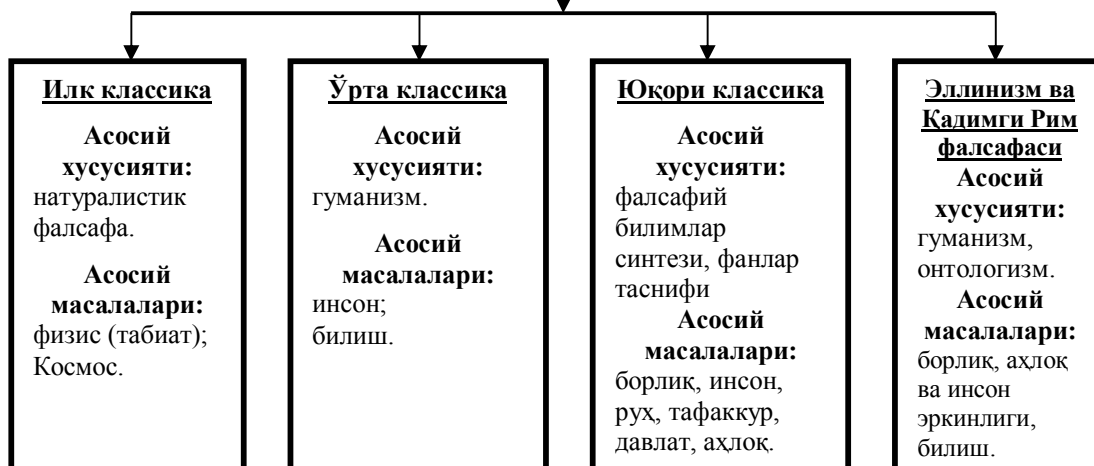 Илк классика
Асосий
хусусияти:
натуралистик
фалсафа.
Асосий
масалалари:
физис (табиат);
Космос.
Ўрта классика
Асосий
хусусияти:
гуманизм.
Асосий
масалалари:
инсон;
билиш.
Юқори классика
Асосий
хусусияти:
фалсафий
билимлар
синтези, фанлар
таснифи
Асосий
масалалари:
борлиқ, инсон,
руҳ, тафаккур,
давлат, аҳлоқ.
Эллинизм ва
Қадимги Рим
фалсафаси
Асосий
хусусияти:
гуманизм,
онтологизм.
Асосий
масалалари:
борлиқ, аҳлоқ
ва инсон
эркинлиги,
билиш.